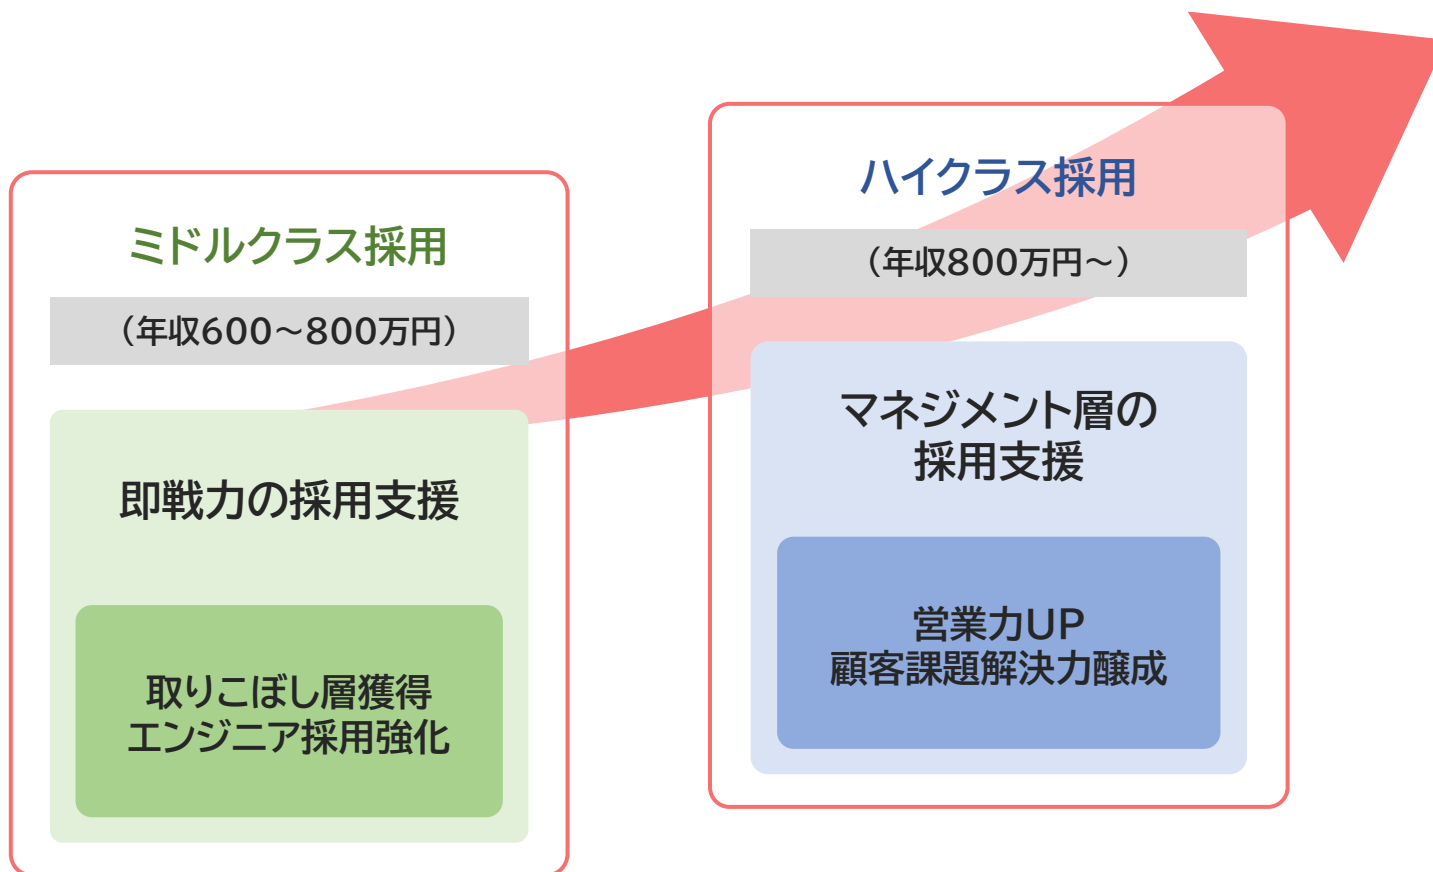 ミドルクラス採用
（年収600～800万円）
即戦力の採用支援
取りこぼし層獲得
エンジニア採用強化
ハイクラス採用
（年収800万円～）
マネジメント層の
採用支援
営業力UP
顧客課題解決力醸成